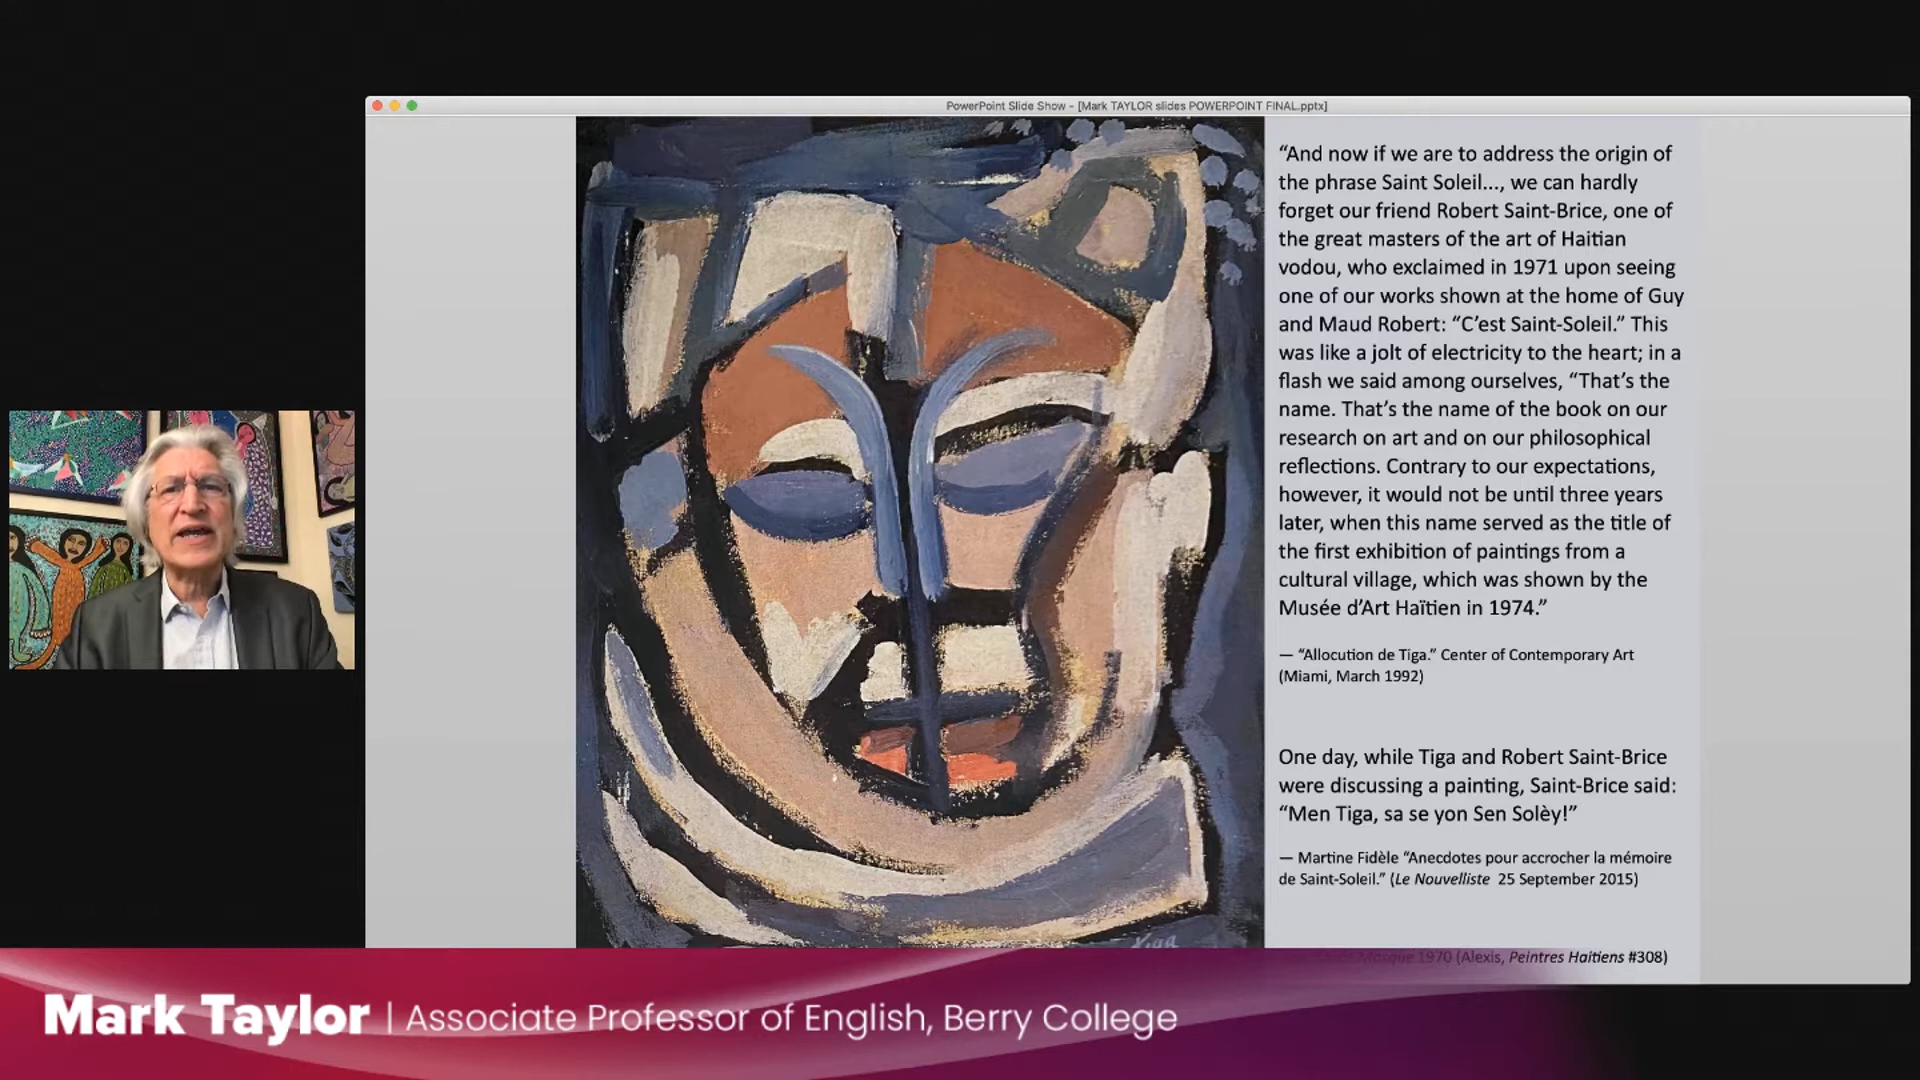 PowerPoint Slide Show - [Mark TAYLOR slides POWERPOINT FINAL.pptx]
“And now if we are to address the origin of
the phrase Saint Soleil..., we can hardly
forget our friend Robert Saint-Brice, one of
the great masters of the art of Haitian
vodou, who exclaimed in 1971 upon seeing
one of our works shown at the home of Guy
and Maud Robert: “C’est Saint-Soleil.” This
was like a jolt of electricity to the heart; in a
flash we said among ourselves, “That’s the
name. That’s the name of the book on our
research on art and on our philosophical
reflections. Contrary to our expectations,
however, it would not be until three years
later, when this name served as the title of
the first exhibition of paintings from a
cultural village, which was shown by the
Musée d’Art Haïtien in 1974.”
— “Allocution de Tiga.” Center of Contemporary Art
(Miami, March 1992)
One day, while Tiga and Robert Saint-Brice
were discussing a painting, Saint-Brice said:
“Men Tiga, sa se yon Sen Solèy!”
— Martine Fidèle “Anecdotes pour accrocher la mémoire
de Saint-Soleil.” (Le Nouvelliste 25 September 2015)
Masque 1970 (Alexis, Peintres Haitiens #308)
Mark Taylor | Associate Professor of English, Berry College